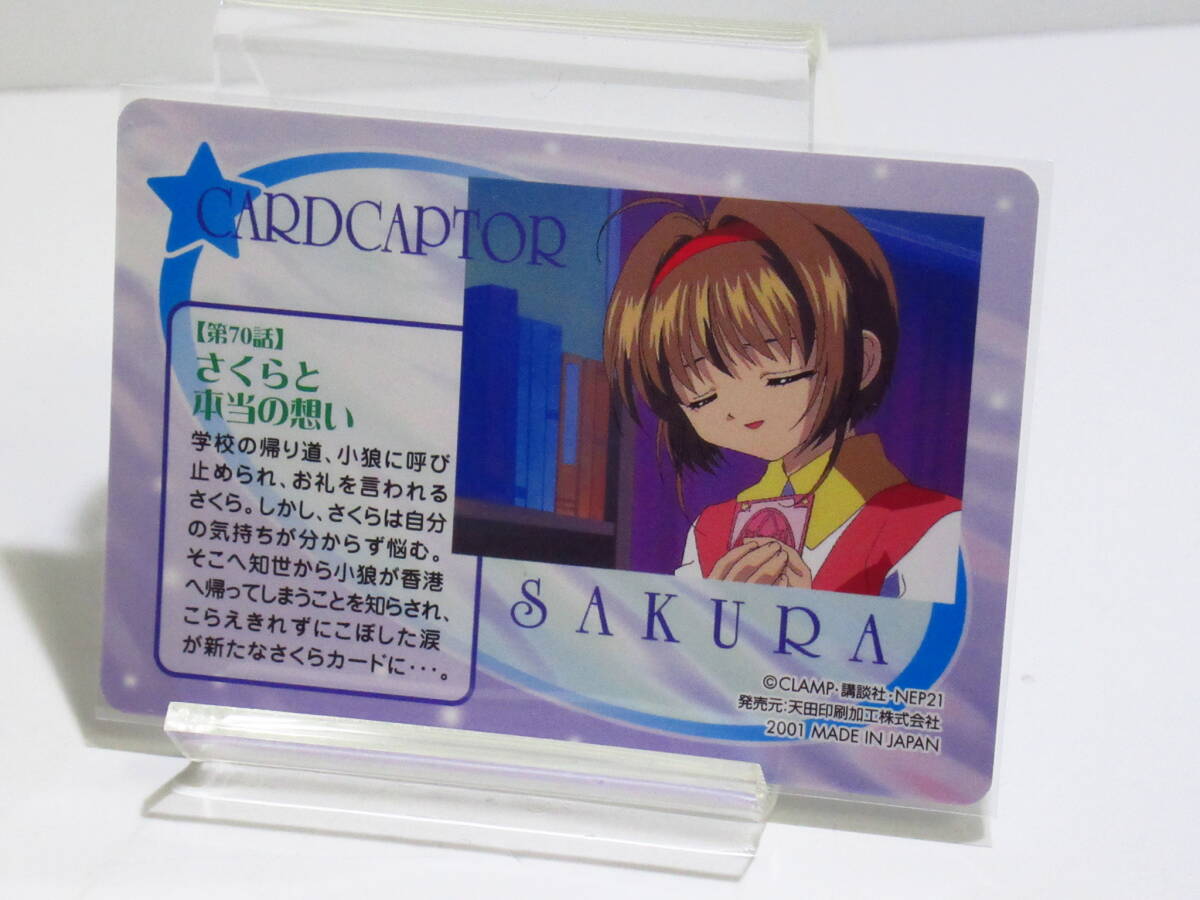 CARDCAPTOR
【第70話】
さくらと
本当の想い
学校の帰り道、小狼に呼び
止められ、お礼を言われる
さくら。しかし、さくらは自分
の気持ちが分からず悩む。
そこへ知世から小狼が香港
へ帰ってしまうことを知らされ、
こらえきれずにこぼした涙
が新たなさくらカードに･･･。
SAKURA
©CLAMP・講談社・NEP21
発売元：天田印刷加工株式会社
2001 MADE IN JAPAN